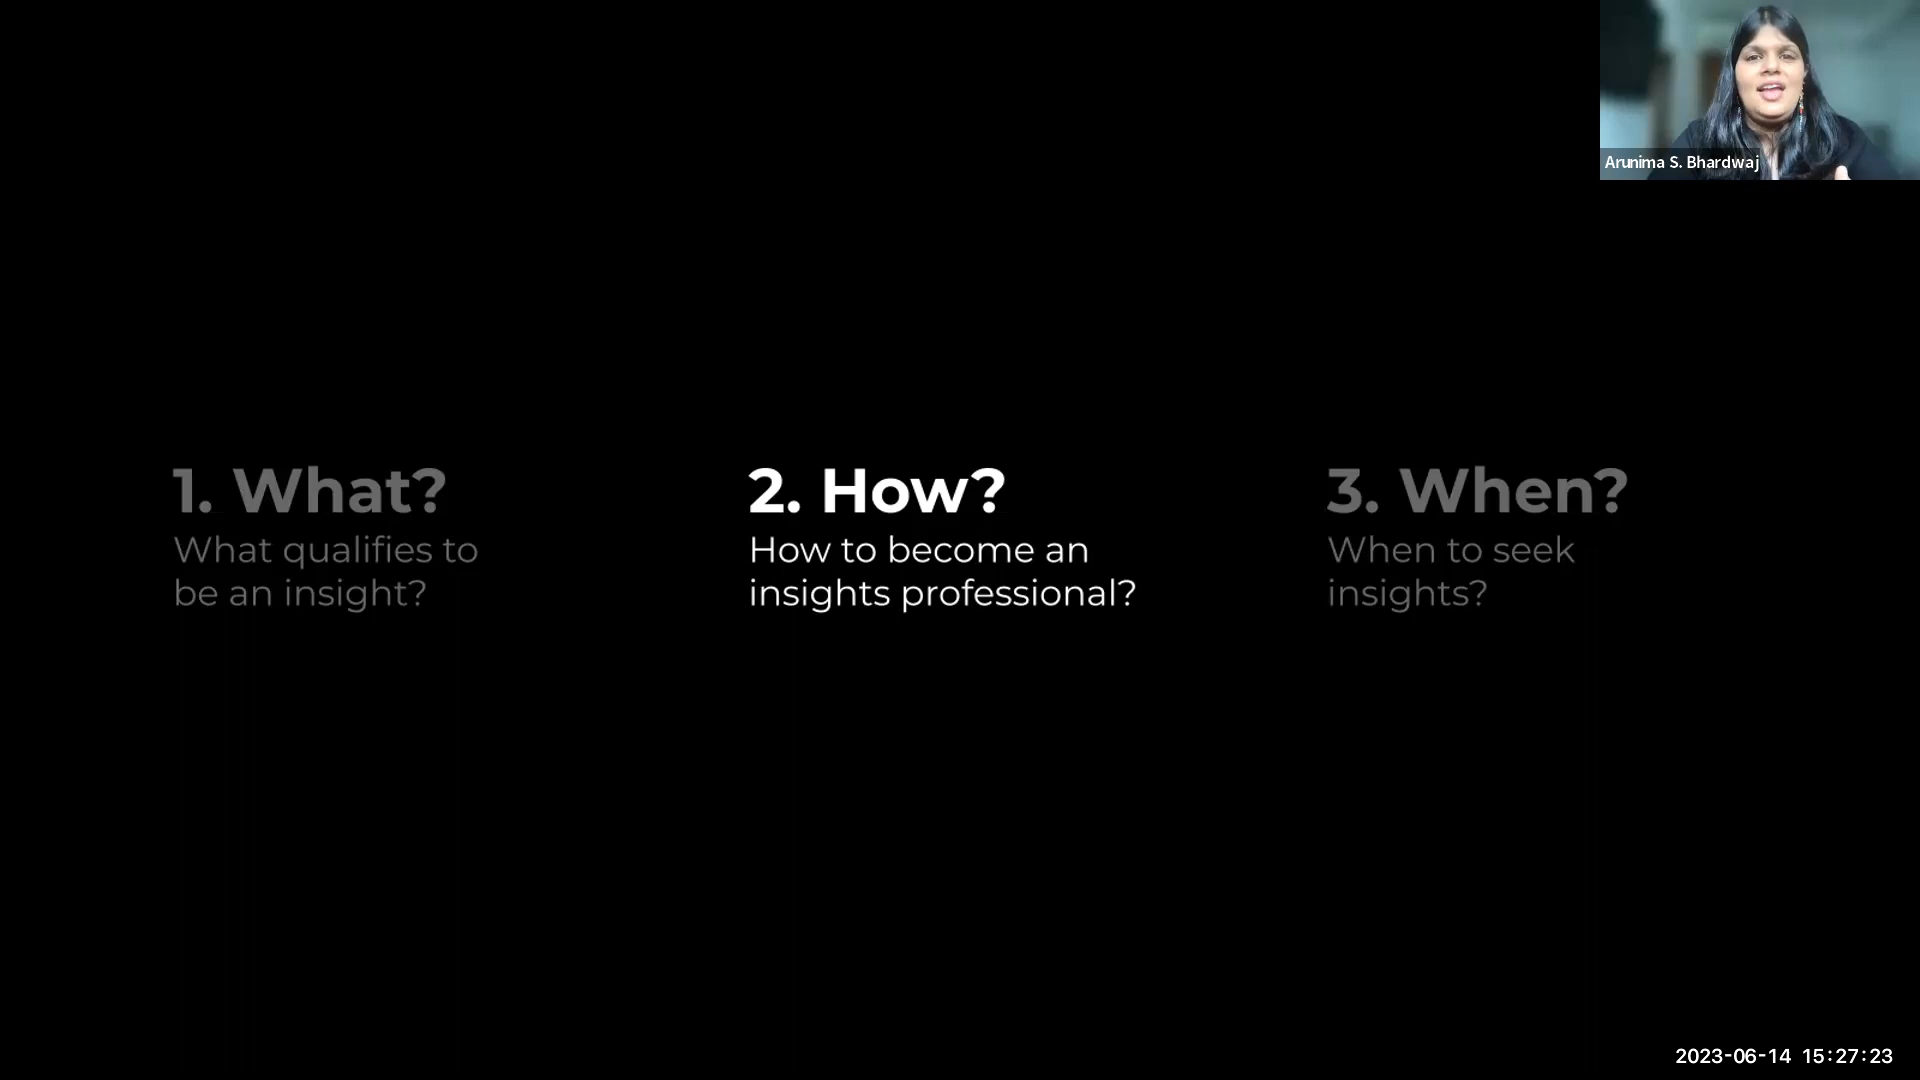 Arunima S. Bhardwaj
1. What?
What qualifies to
be an insight?
2. How?
How to become an
insights professional?
3. When?
When to seek
insights?
2023-06-14 15:27:23